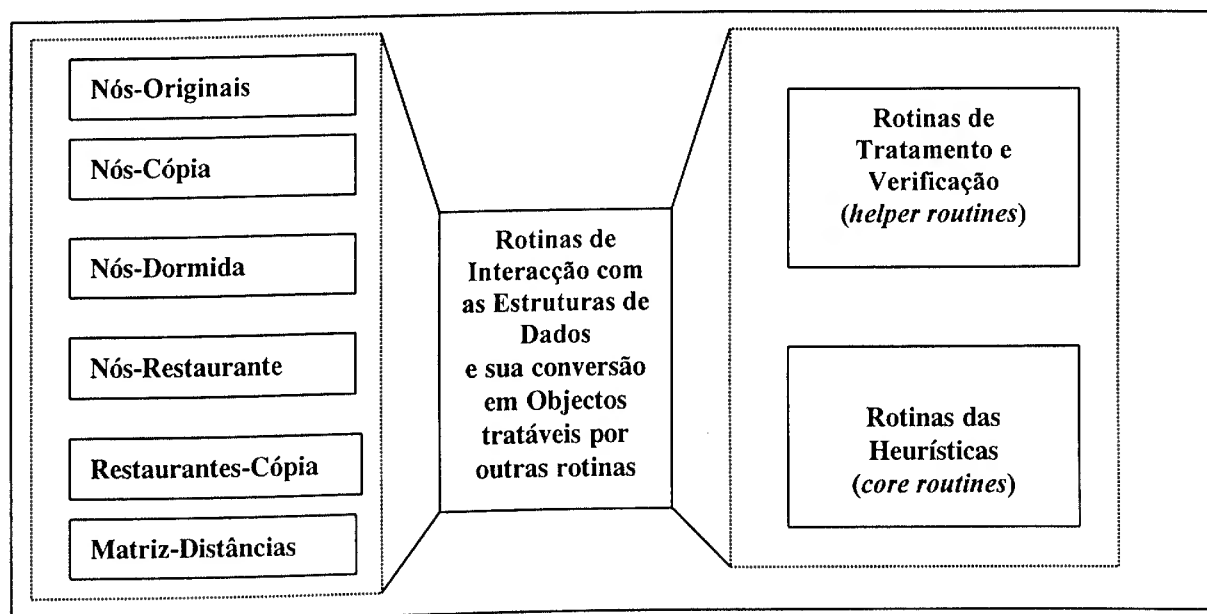 Nós-Originais
Nós-Cópia
Nós-Dormida
Nós-Restaurante
Restaurantes-Cópia
Matriz-Distâncias
Rotinas de
Interacção com
as Estruturas de
Dados
e sua conversão
em Objectos
tratáveis por
outras rotinas
Rotinas de
Tratamento e
Verificação
(helper routines)
Rotinas das
Heurísticas
(core routines)